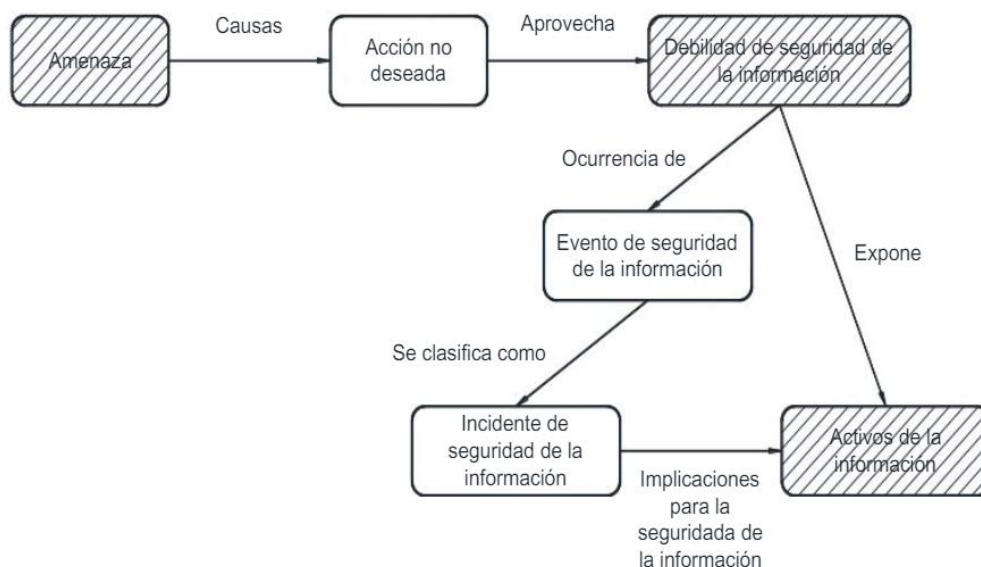 Causas
Aprovecha
Amenaza
Acción no
deseada
Debilidad de seguridad de
la información
Ocurrencia de
Evento de seguridad
de la información
Expone
Se clasifica como
Incidente de
seguridad de la
información
Activos de la
información
Implicaciones
para la
seguridada de
la información